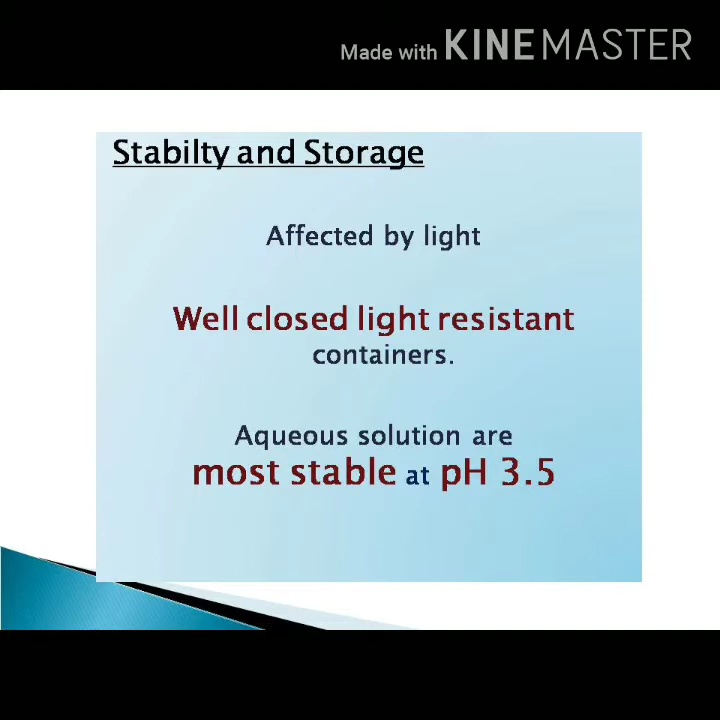 Made with KINEMASTER
Stabilty and Storage
Affected by light
Well closed light resistant
containers.
Aqueous solution are
most stable at pH 3.5